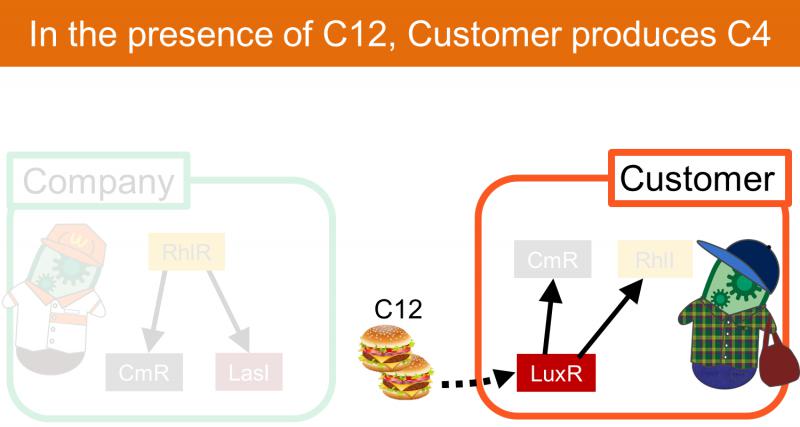 In the presence of C12, Customer produces C4
Company
Customer
RhlR
CmR
RhlI
C12
CmR
LasI
LuxR